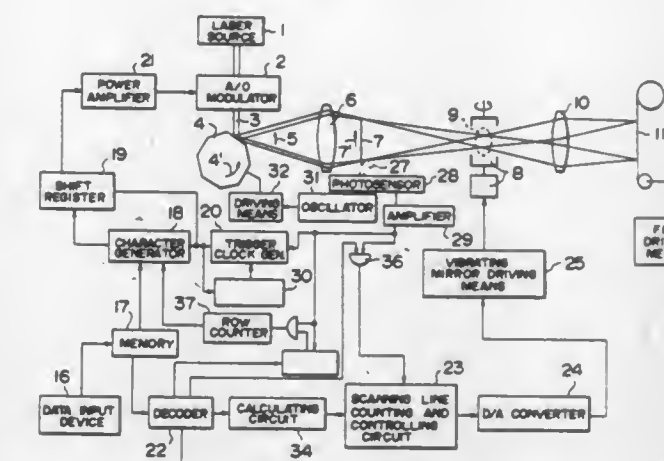 LASER SOURCE
1
2
21
POWER AMPLIFIER
A/O MODULATOR
3
4
4'
5
6
7'
7
9
10
11
8
27
19
SHIFT REGISTER
32
31
PHOTOSENSOR
28
DRIVING MEANS
OSCILLATOR
18
20
AMPLIFIER
29
CHARACTER GENERATOR
TRIGGER CLOCK GEN.
36
VIBRATING MIRROR DRIVING MEANS
25
30
37
17
ROW COUNTER
MEMORY
16
23
24
DATA INPUT DEVICE
DECODER
CALCULATING CIRCUIT
SCANNING LINE COUNTING AND CONTROLLING CIRCUIT
D/A CONVERTER
22
34